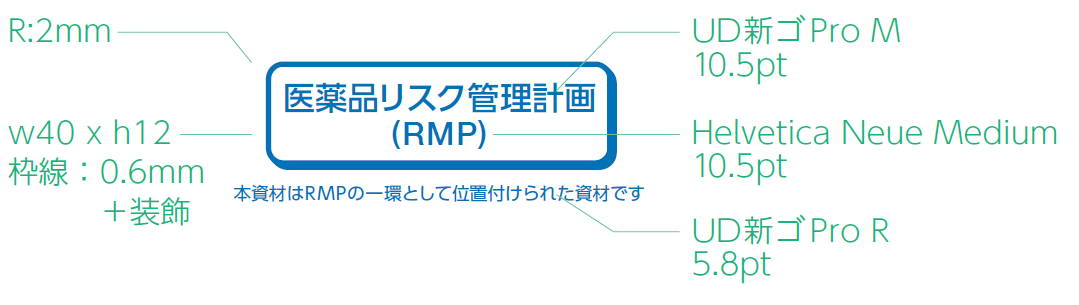 R:2mm
w40 x h12
枠線：0.6mm
＋装飾
医薬品リスク管理計画
(RMP)
本資材はRMPの一環として位置付けられた資材です
UD新ゴPro M
10.5pt
Helvetica Neue Medium
10.5pt
UD新ゴPro R
5.8pt